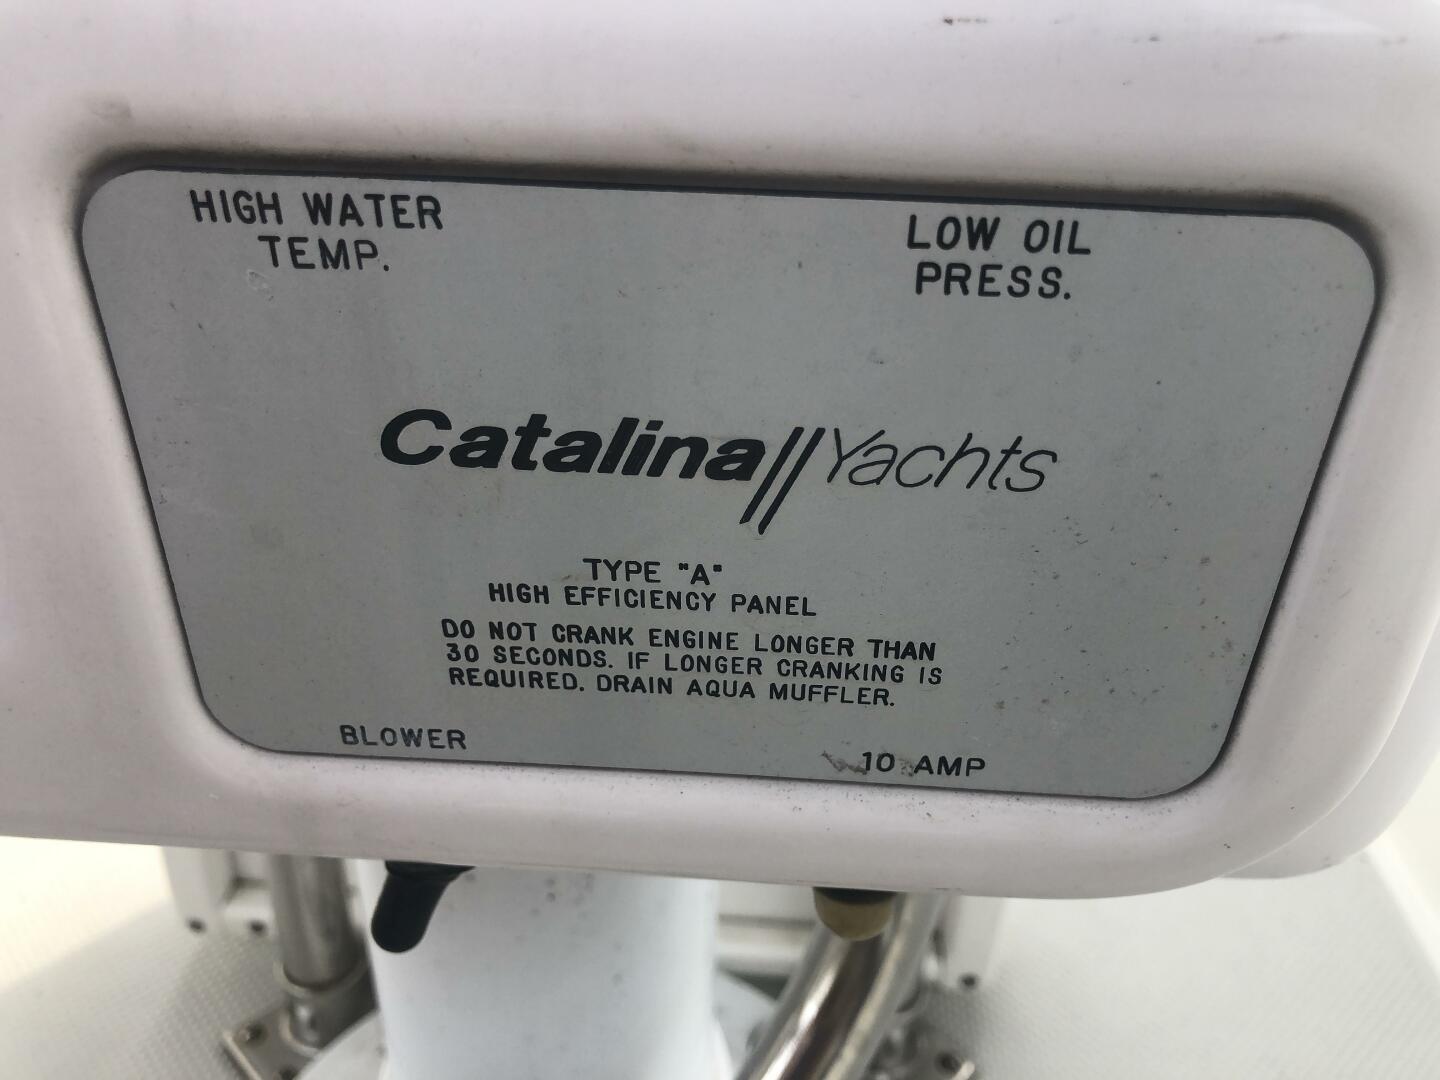 HIGH WATER
TEMP.
LOW OIL
PRESS.
Catalina//Yachts
TYPE "A"
HIGH EFFICIENCY PANEL
DO NOT CRANK ENGINE LONGER THAN
30 SECONDS. IF LONGER CRANKING IS
REQUIRED. DRAIN AQUA MUFFLER.
BLOWER
10 AMP